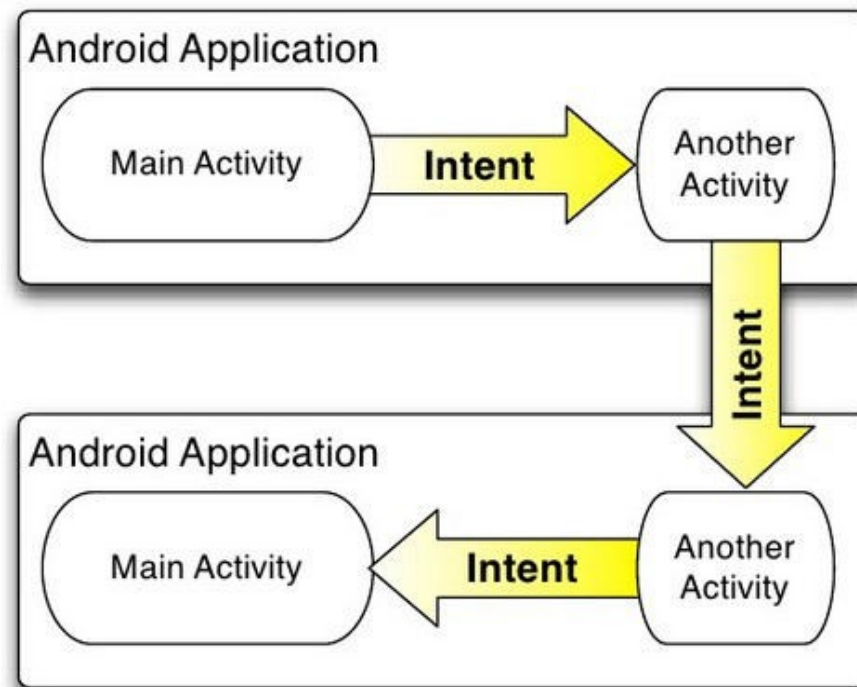 Android Application
Main Activity
Intent
Another
Activity
Intent
Android Application
Main Activity
Intent
Another
Activity